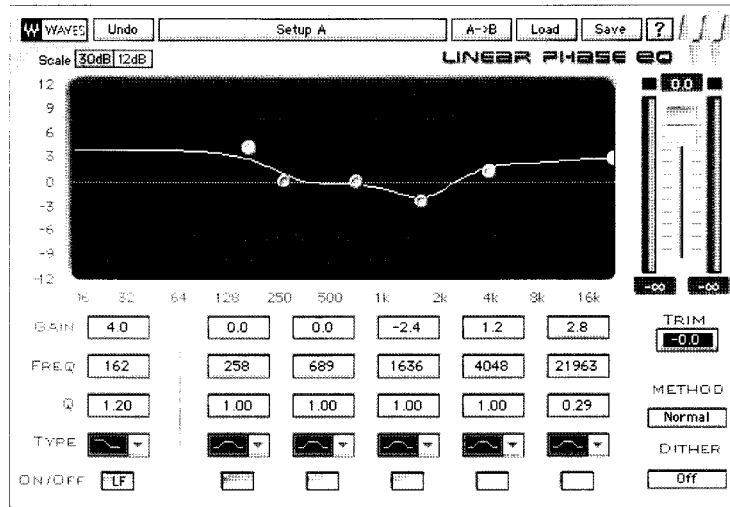 WAVES Undo Setup A A->B Load Save ?
Scale 30dB 12dB LINEAR PHASE EQ
0.0
12
9
6
3
0
-3
-6
-9
-12
16 32 64 128 250 500 1k 2k 4k 8k 16k
-∞ -∞
GAIN 4.0 0.0 0.0 -2.4 1.2 2.8
TRIM
-0.0
FREQ 162 258 689 1636 4048 21963
Q 1.20 1.00 1.00 1.00 1.00 0.29
METHOD
Normal
TYPE
DITHER
ON/OFF LF
Off